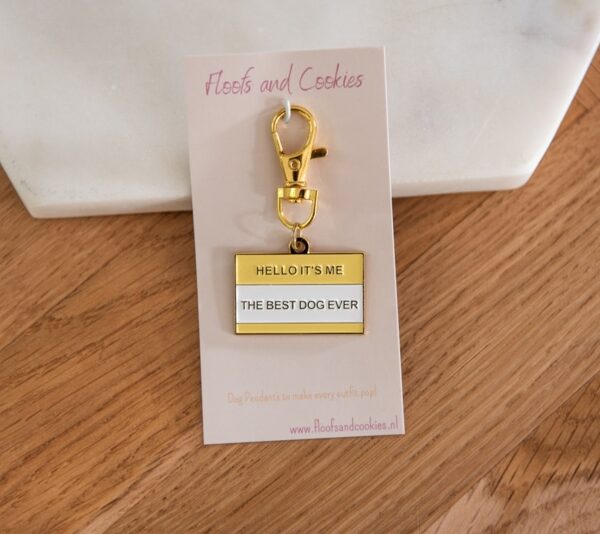 Floofs and Cookies
HELLO IT'S ME
THE BEST DOG EVER
Dog Pendants to make every outfit pop!
www.floofsandcookies.nl